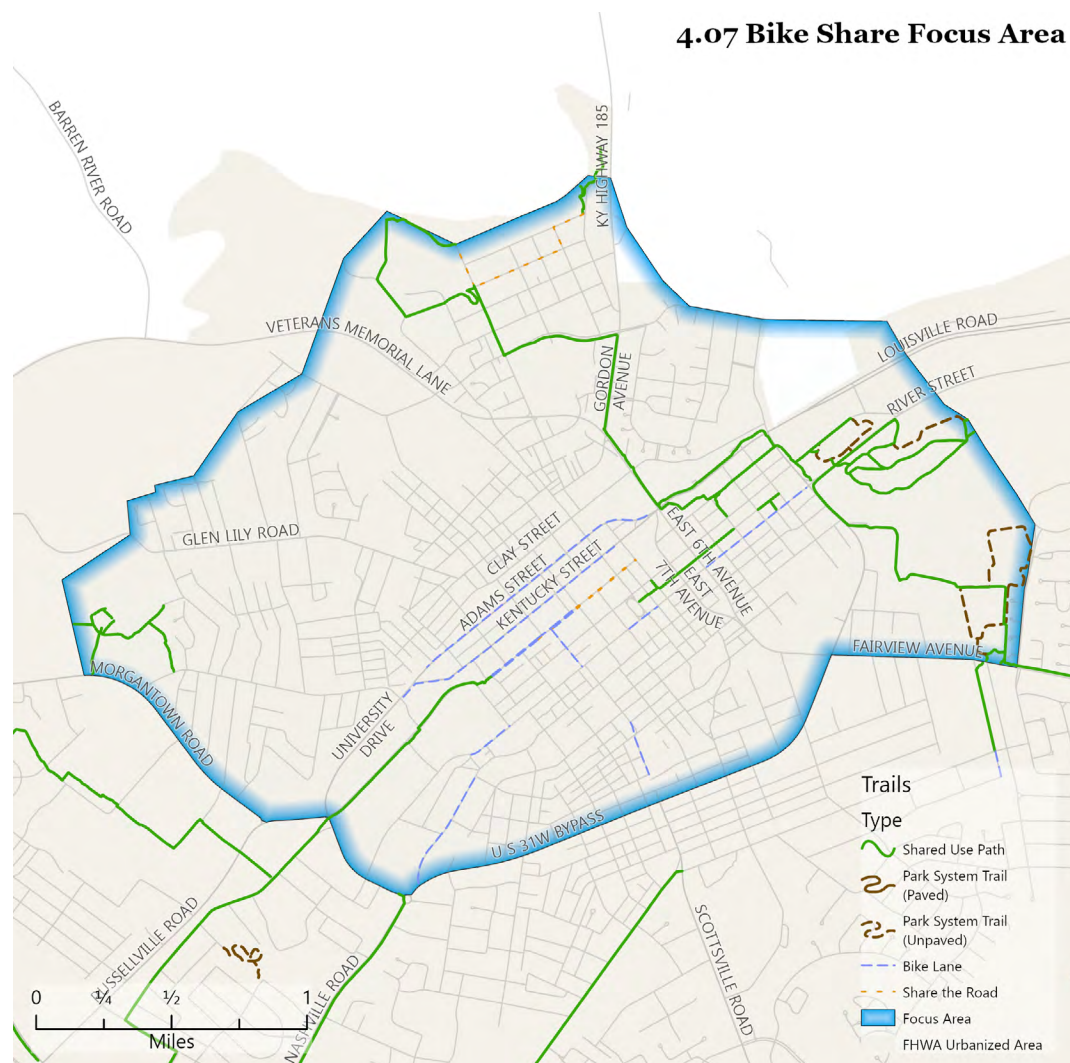 4.07 Bike Share Focus Area
BARREN RIVER ROAD
KY HIGHWAY 185
VETERANS MEMORIAL LANE
GORDON
AVENUE
LOUISVILLE ROAD
RIVER STREET
GLEN LILY ROAD
CLAY STREET
ADAMS STREET
KENTUCKY STREET
EAST 6TH AVENUE
EAST
7TH AVENUE
FAIRVIEW AVENUE
MORGANTOWN ROAD
UNIVERSITY
DRIVE
U S 31W BYPASS
RUSSELLVILLE ROAD
NASHVILLE ROAD
SCOTTSVILLE ROAD
Trails
Type
Shared Use Path
Park System Trail
(Paved)
Park System Trail
(Unpaved)
Bike Lane
Share the Road
Focus Area
FHWA Urbanized Area
0 ¼ ½ 1
Miles